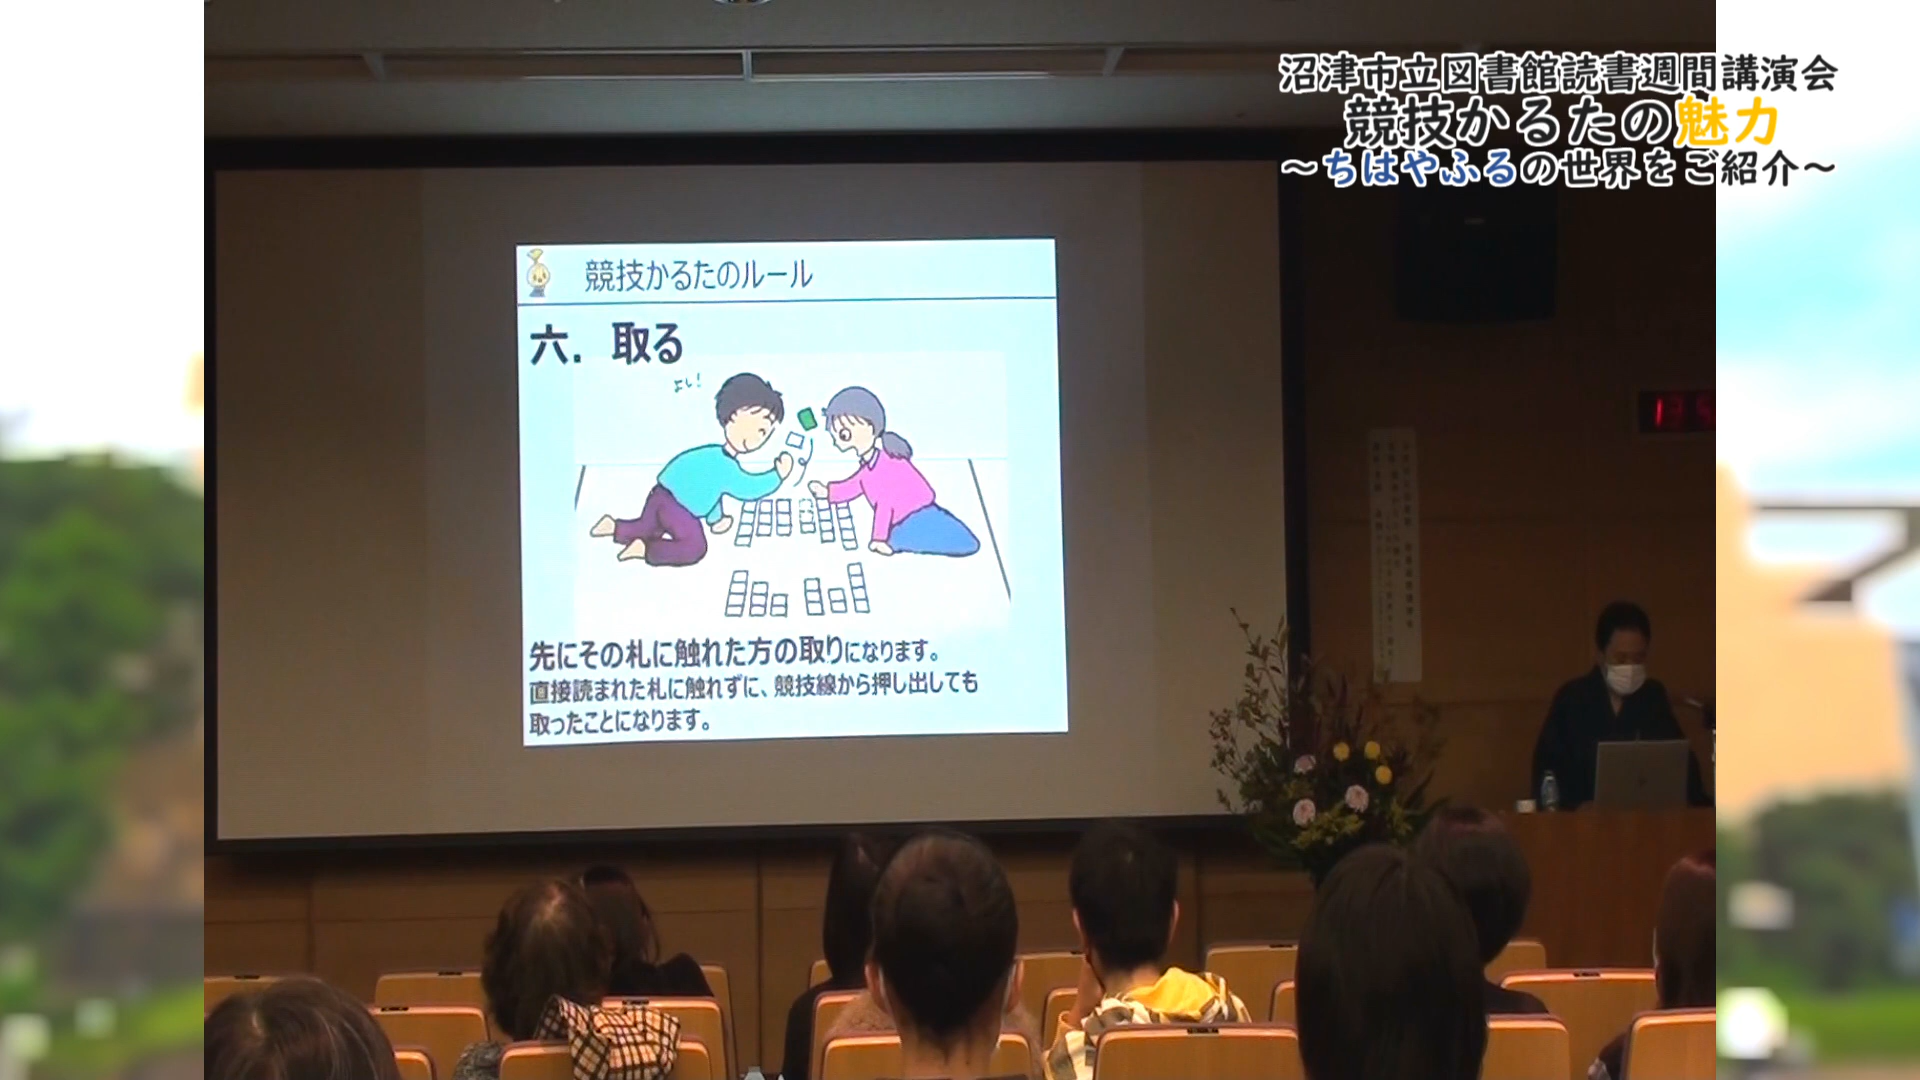 沼津市立図書館読書週間講演会
競技かるたの魅力
～ちはやふるの世界をご紹介～
競技かるたのルール
六．取る
よし！
先にその札に触れた方の取りになります。
直接読まれた札に触れずに、競技線から押し出しても
取ったことになります。